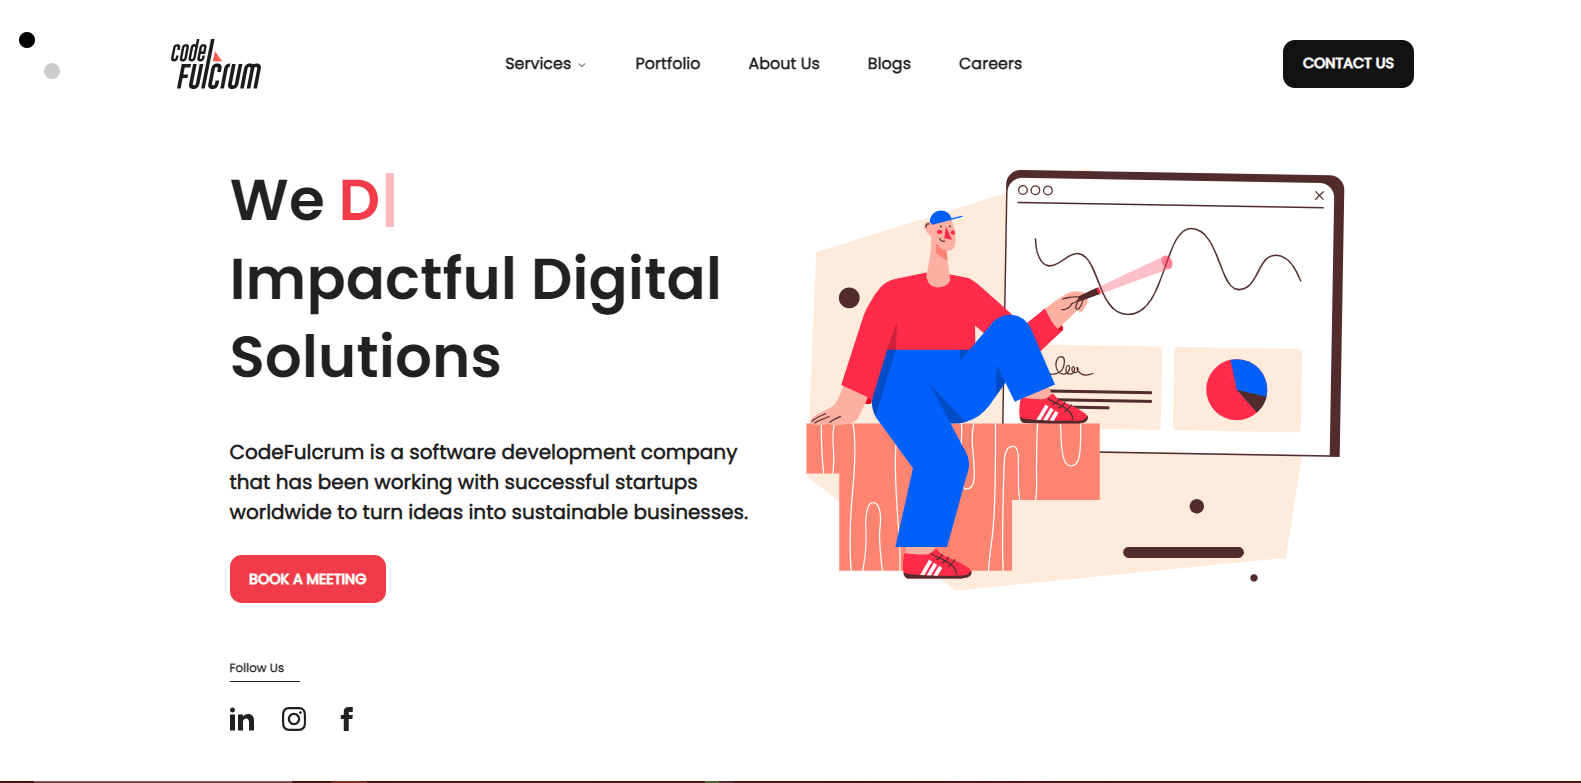 code
FULCRUM
Services
Portfolio
About Us
Blogs
Careers
CONTACT US
We D
Impactful Digital
Solutions
CodeFulcrum is a software development company
that has been working with successful startups
worldwide to turn ideas into sustainable businesses.
BOOK A MEETING
Follow Us